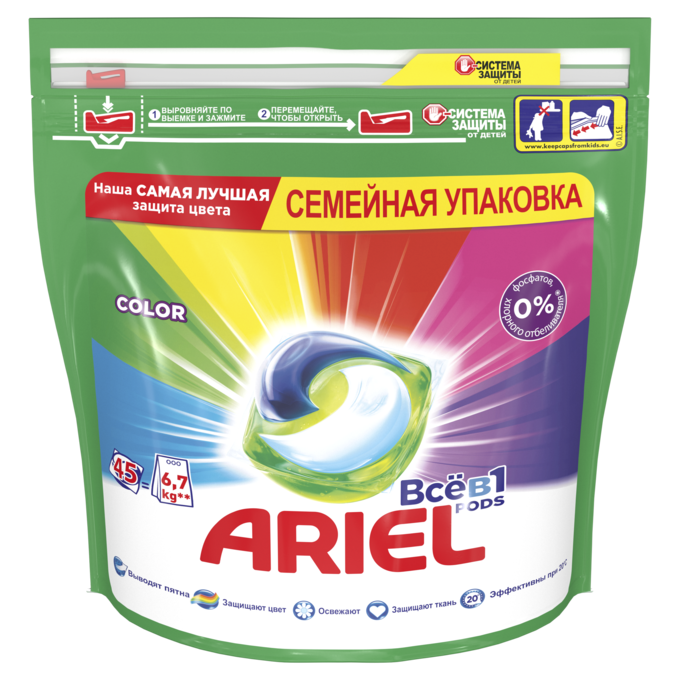 СИСТЕМА
ЗАЩИТЫ
ОТ ДЕТЕЙ
1 ВЫРОВНЯЙТЕ ПО
ВЫЕМКЕ И ЗАЖМИТЕ
2 ПЕРЕМЕЩАЙТЕ,
ЧТОБЫ ОТКРЫТЬ
СИСТЕМА
ЗАЩИТЫ
ОТ ДЕТЕЙ
www.keepcapsfromkids.eu
© A.I.S.E.
Наша САМАЯ ЛУЧШАЯ
защита цвета
СЕМЕЙНАЯ УПАКОВКА
COLOR
фосфатов,
0%
хлорного отбеливателя*
45 = 6,7
kg**
Всёв1
PODS
ARIEL
Выводят пятна
Защищают цвет
Освежают
Защищают ткань
20° Эффективны при 20°C